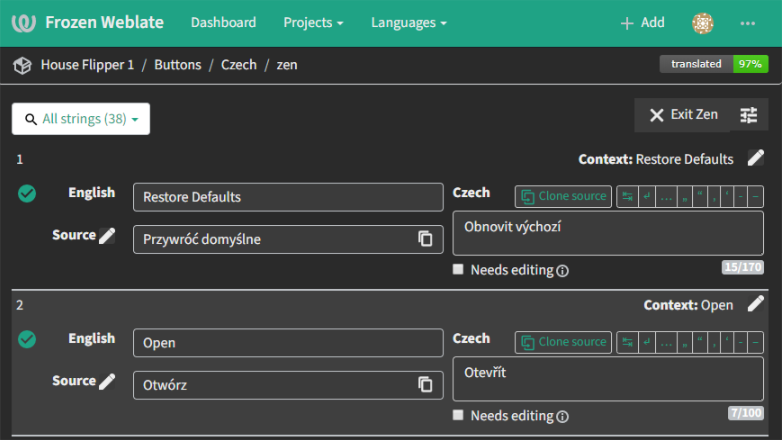 Frozen Weblate Dashboard Projects Languages Add
House Flipper 1 / Buttons / Czech / zen translated 97%
All strings (38) Exit Zen
1 Context: Restore Defaults
English Restore Defaults Czech Clone source ↹ ↵ … „ “ ‚ ‘ - –
Source Przywróć domyślne Obnovit výchozí
Needs editing 15/170
2 Context: Open
English Open Czech Clone source ↹ ↵ … „ “ ‚ ‘ - –
Source Otwórz Otevřít
Needs editing 7/100